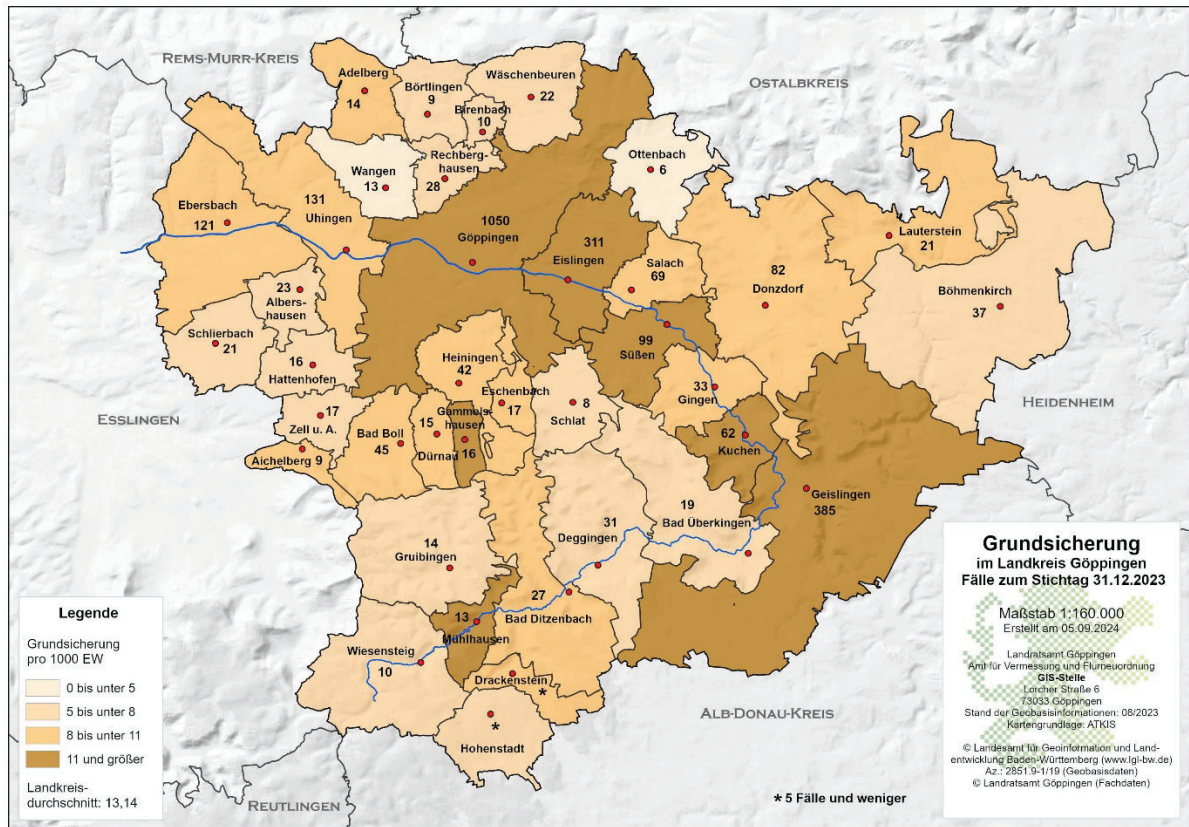 REMS-MURR-KREIS
OSTALBKREIS
Adelberg
14
Börtlingen
9
Birenbach
10
Wäschenbeuren
22
Wangen
13
Rechberg-
hausen
28
Ottenbach
6
Ebersbach
121
131
Uhingen
1050
Göppingen
311
Eislingen
Salach
69
82
Donzdorf
Lauterstein
21
Böhmenkirch
37
23
Albers-
hausen
Schlierbach
21
16
Hattenhofen
Heiningen
42
99
Süßen
33
Gingen
ESSLINGEN
HEIDENHEIM
17
Zell u. A.
Aichelberg 9
Bad Boll
45
15
Dürnau
Gammels-
hausen
16
Eschenbach
17
8
Schlat
62
Kuchen
Geislingen
385
14
Gruibingen
31
Deggingen
19
Bad Überkingen
27
Bad Ditzenbach
13
Mühlhausen
Wiesensteig
10
Drackenstein
*
*
Hohenstadt
ALB-DONAU-KREIS
REUTLINGEN
* 5 Fälle und weniger
Legende
Grundsicherung
pro 1000 EW
0 bis unter 5
5 bis unter 8
8 bis unter 11
11 und größer
Landkreis-
durchschnitt: 13,14
Grundsicherung
im Landkreis Göppingen
Fälle zum Stichtag 31.12.2023
Maßstab 1:160.000
Erstellt am 05.09.2024
Landratsamt Göppingen
Amt für Vermessung und Flurneuordnung
GIS-Stelle
Lorcher Straße 6
73033 Göppingen
Stand der Geobasisinformationen: 08/2023
Kartengrundlage: ATKIS
© Landesamt für Geoinformation und Land-
entwicklung Baden-Württemberg (www.lgl-bw.de)
Az.: 2851.9-1/19 (Geobasisdaten)
© Landratsamt Göppingen (Fachdaten)